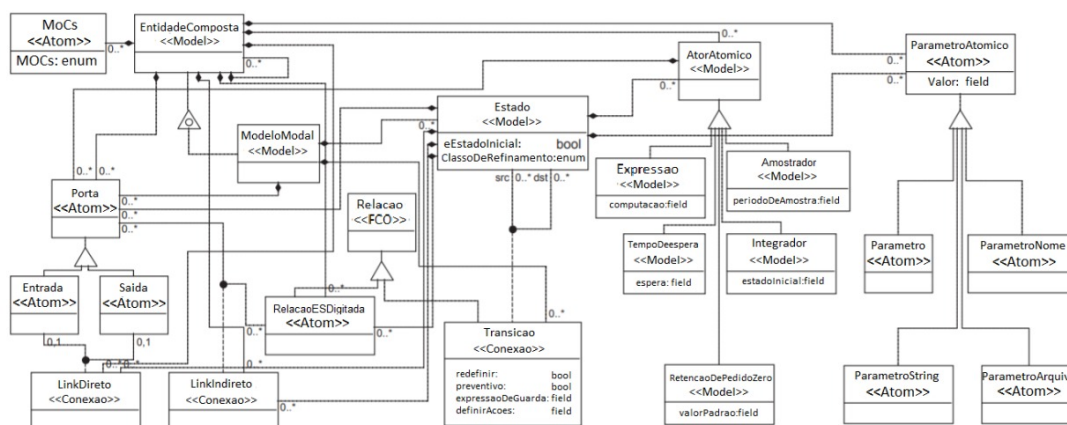 MoCs
<<Atom>>
MOCs: enum
0..*
EntidadeComposta
<<Model>>
0..*
0..*
AtorAtomico
<<Model>>
0..*
0..*
ParametroAtomico
<<Atom>>
Valor: field
0..*
Estado
<<Model>>
eEstadoInicial: bool
ClassoDeRefinamento:enum
0..*
src 0..* dst 0..*
ModeloModal
<<Model>>
Expressao
<<Model>>
computacao:field
Amostrador
<<Model>>
periodoDeAmostra:field
0..*
0..*
Porta
<<Atom>>
0..*
0..*
0..*
Relacao
<<FCO>>
TempoDeespera
<<Model>>
espera: field
Integrador
<<Model>>
estadoInicial:field
Parametro
<<Atom>>
ParametroNome
<<Atom>>
Entrada
<<Atom>>
Saida
<<Atom>>
0..*
RelacaoESDigitada
<<Atom>>
0..*
0..*
0..*
Transicao
<<Conexao>>
redefinir: bool
preventivo: bool
expressaoDeGuarda: field
definirAcoes: field
0,1
0,1
0..*
0..*
0..*
LinkDireto
<<Conexao>>
LinkIndireto
<<Conexao>>
0..*
RetencaoDePedidoZero
<<Model>>
valorPadrao:field
ParametroString
<<Atom>>
ParametroArquiv
<<Atom>>